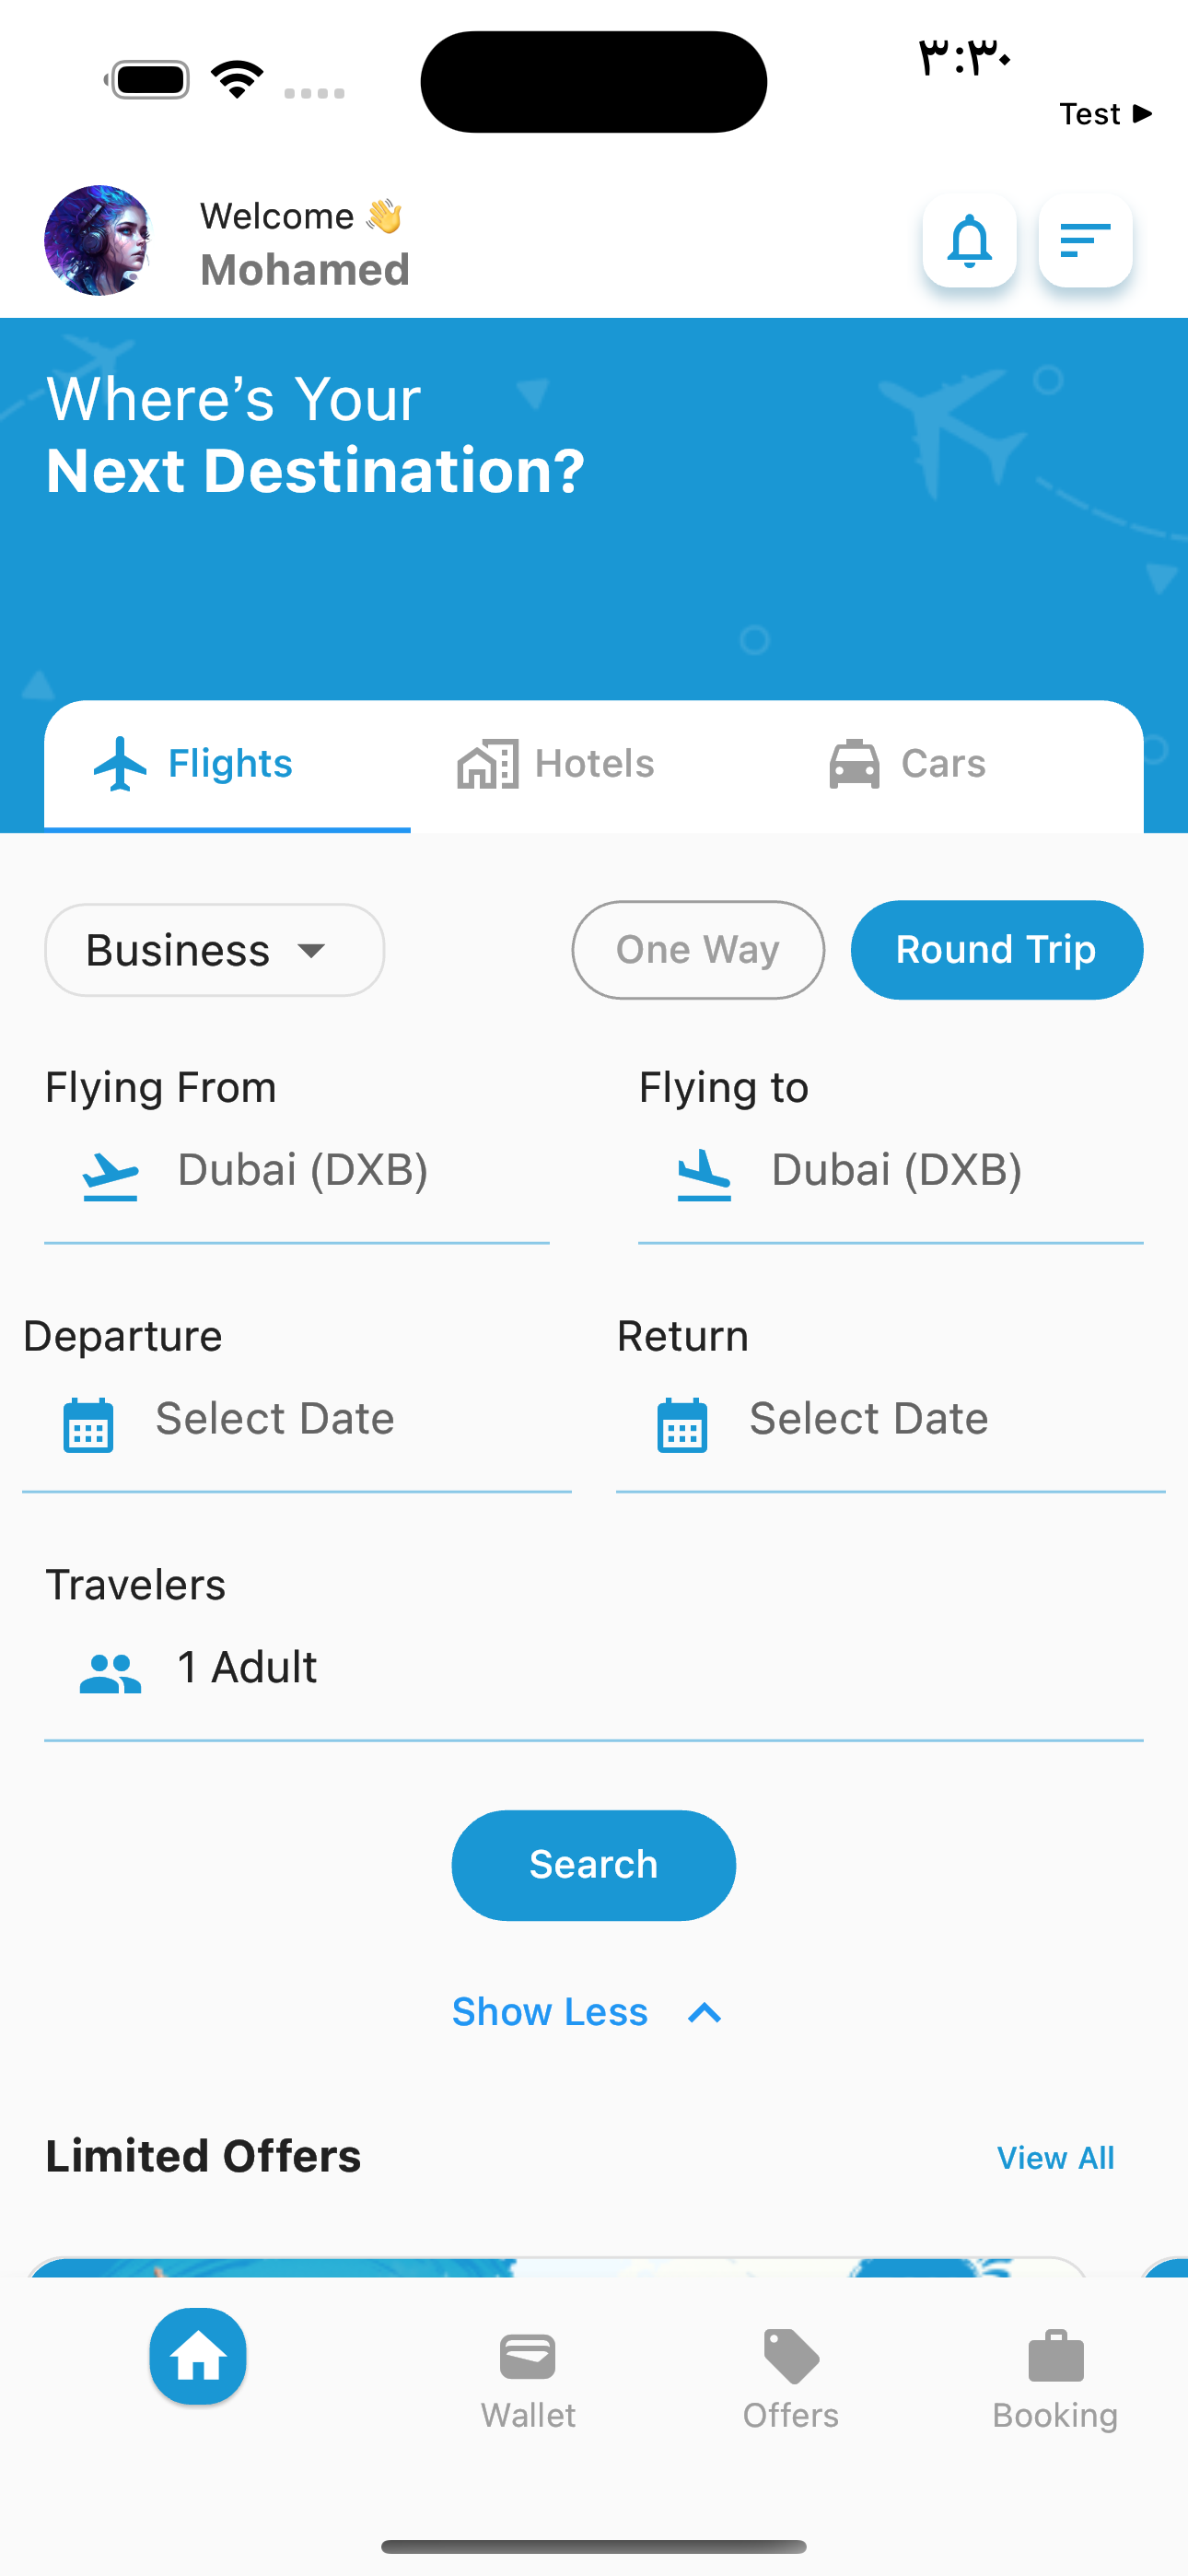 ٣:٣٠
Test
Welcome 👋
Mohamed
Where's Your
Next Destination?
Flights Hotels Cars
Business One Way Round Trip
Flying From Flying to
Dubai (DXB) Dubai (DXB)
Departure Return
Select Date Select Date
Travelers
1 Adult
Search
Show Less
Limited Offers View All
Wallet Offers Booking